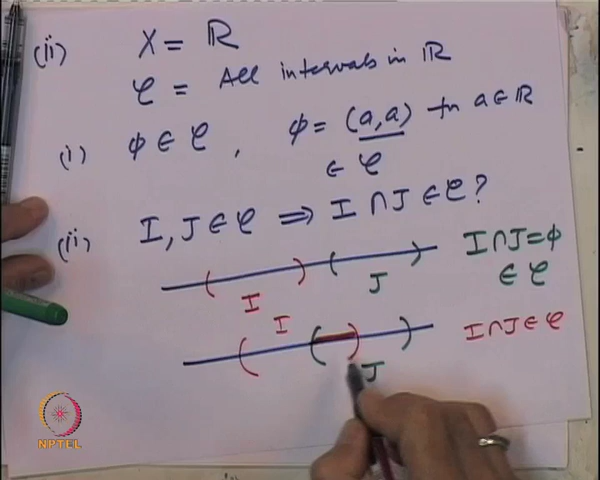 (ii) X = ℝ
𝒞 = All intervals in ℝ
(i) φ ∈ 𝒞, φ = (a,a) for a ∈ ℝ
∈ 𝒞
(ii) I, J ∈ 𝒞 ⇒ I ∩ J ∈ 𝒞?
I J I∩J = φ
∈ 𝒞
I J I∩J ∈ 𝒞
NPTEL